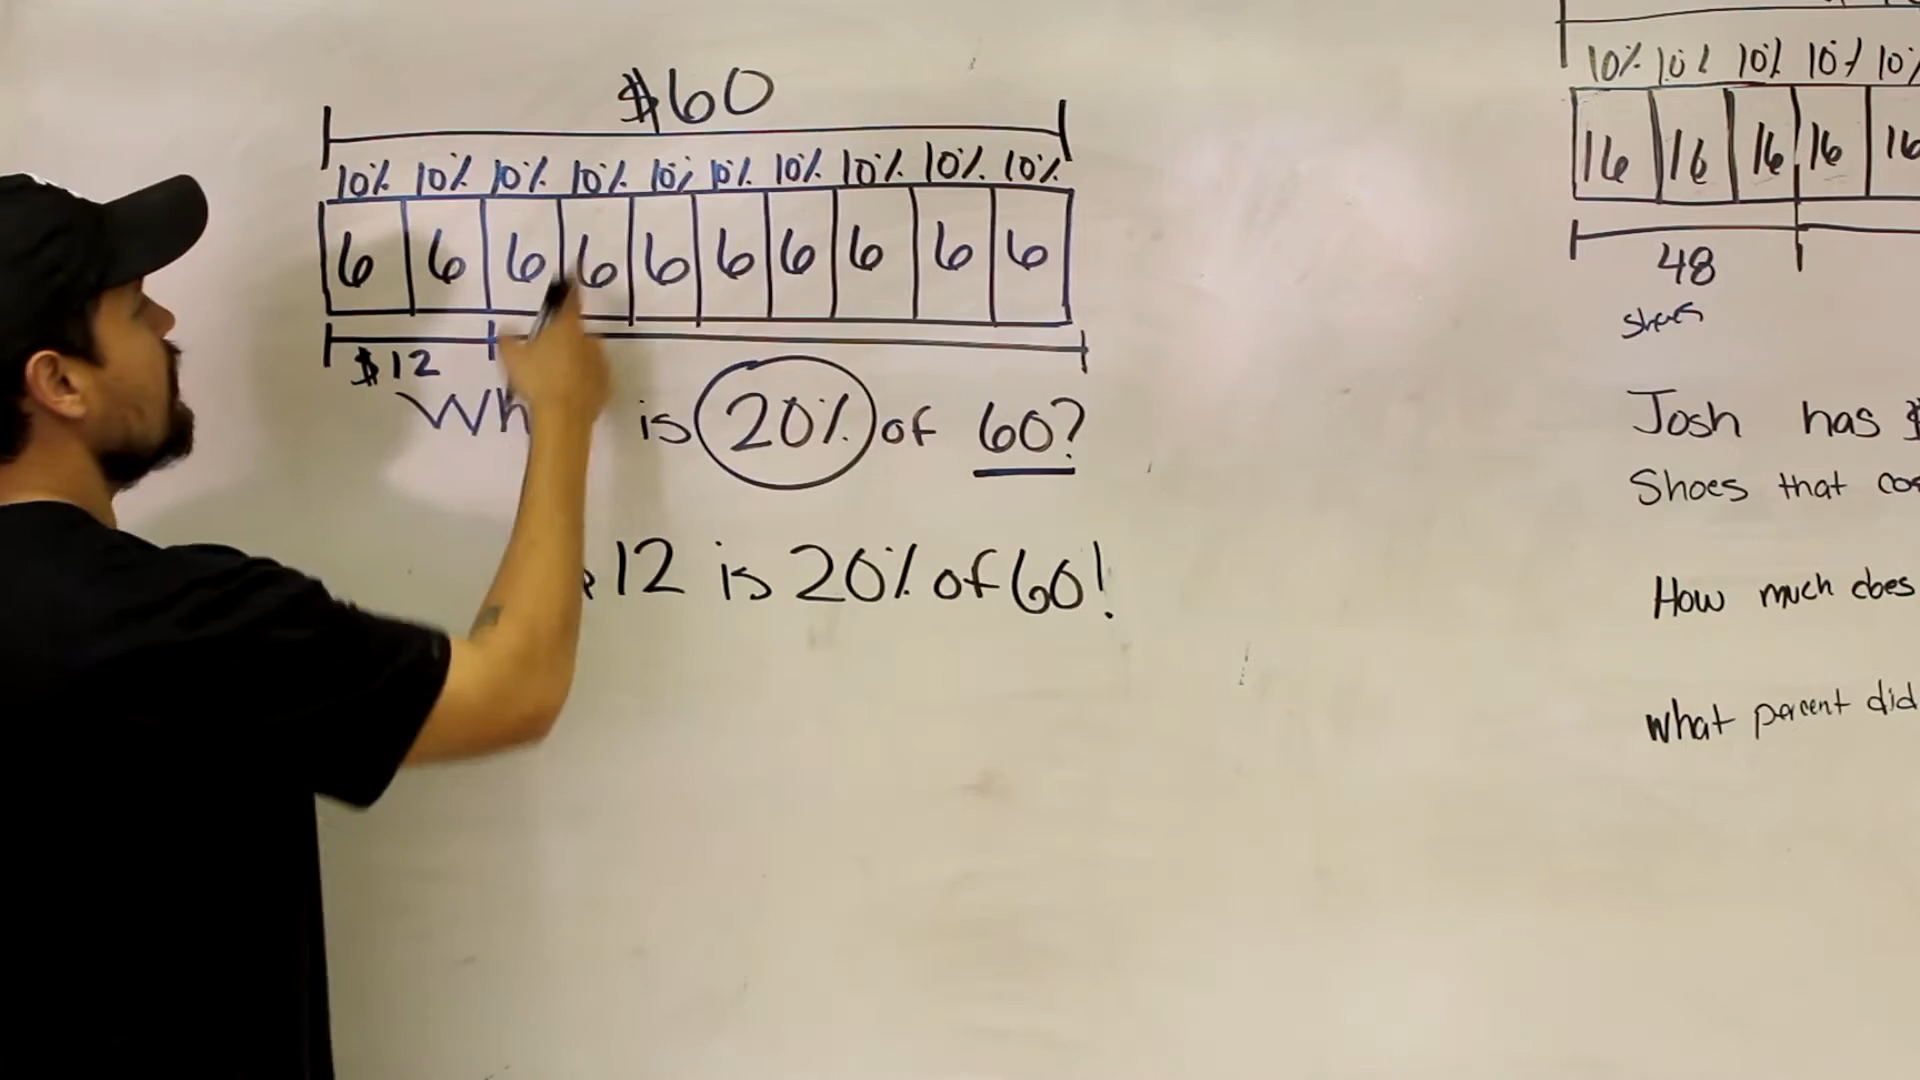 $60
10% 10% 10% 10% 10% 10% 10% 10% 10% 10%
6 6 6 6 6 6 6 6 6 6
$12
is 20% of 60?
12 is 20% of 60!
10% 10% 10% 10% 10%
16 16 16 16 16
48
shoes
Josh has
Shoes that
How much does
what percent did